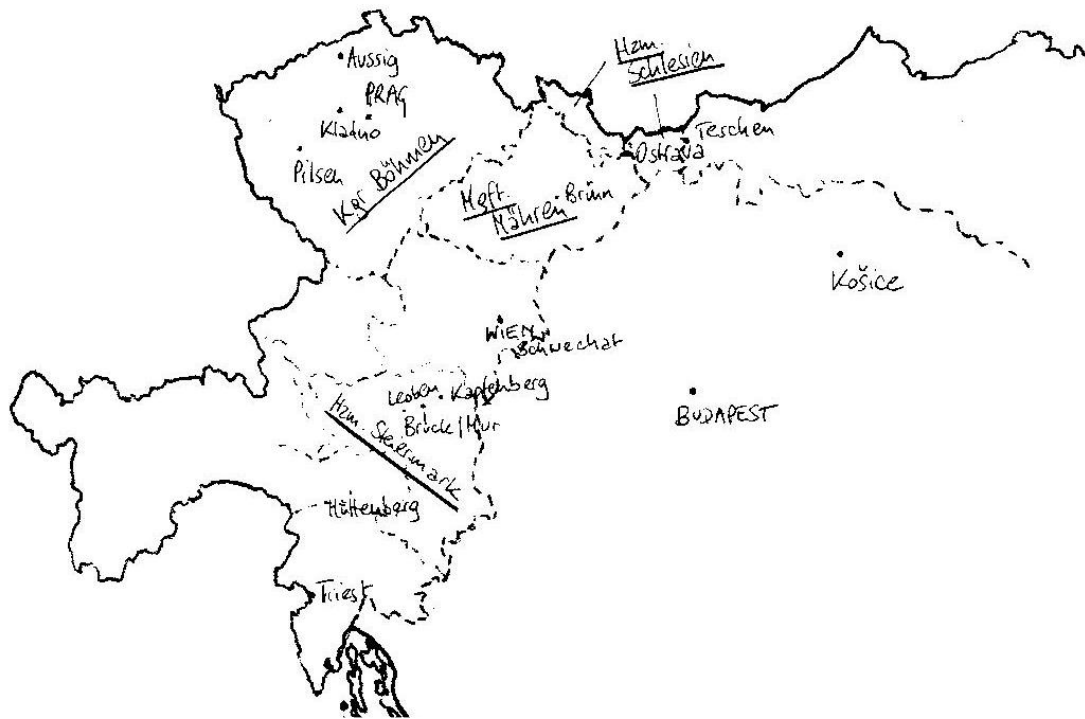 Aussig
PRAG
Kladno
Pilsen
Kgr Böhmen
Hzm.
Schlesien
Teschen
Ostrava
Mgft.
Mähren
Brünn
Košice
WIEN
Schwechat
Leoben
Kapfenberg
Bruck/Mur
Hzm. Steiermark
BUDAPEST
Hüttenberg
Triest